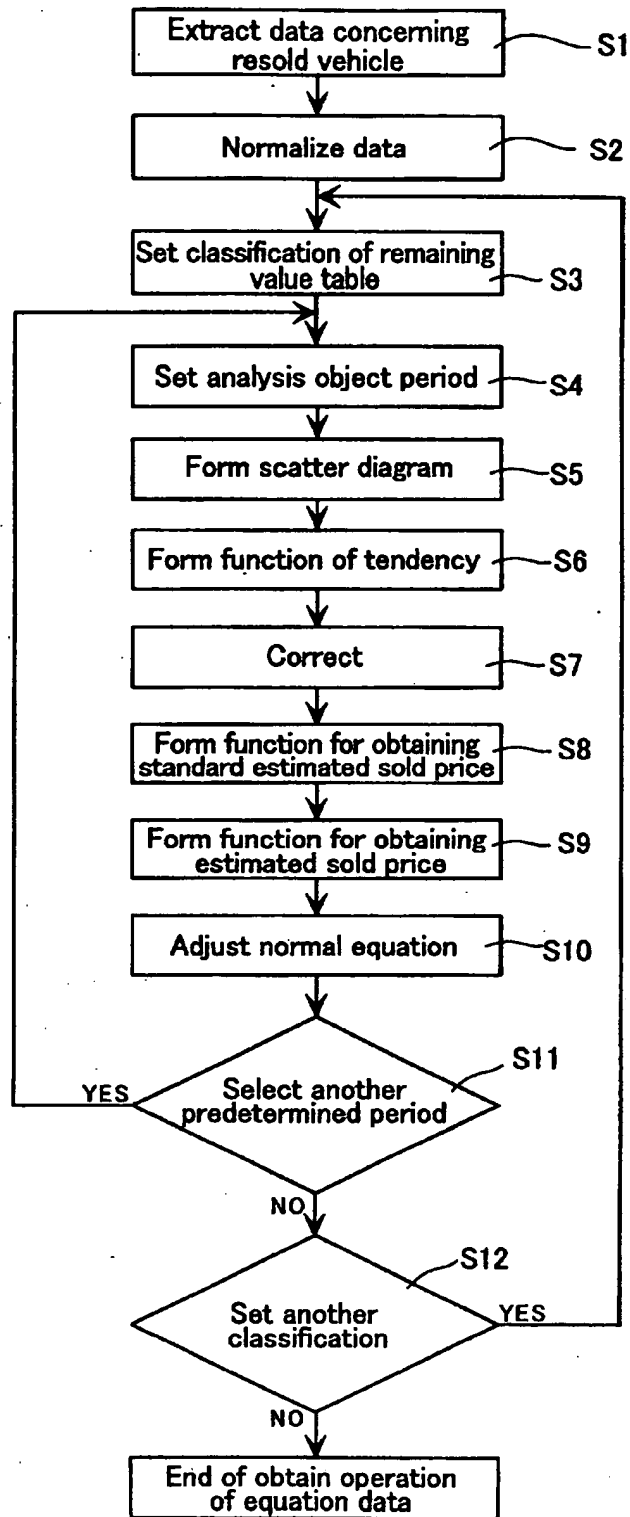 Extract data concerning
resold vehicle
S1
Normalize data
S2
Set classification of remaining
value table
S3
Set analysis object period
S4
Form scatter diagram
S5
Form function of tendency
S6
Correct
S7
Form function for obtaining
standard estimated sold price
S8
Form function for obtaining
estimated sold price
S9
Adjust normal equation
S10
Select another
predetermined period
S11
YES
NO
Set another
classification
S12
YES
NO
End of obtain operation
of equation data